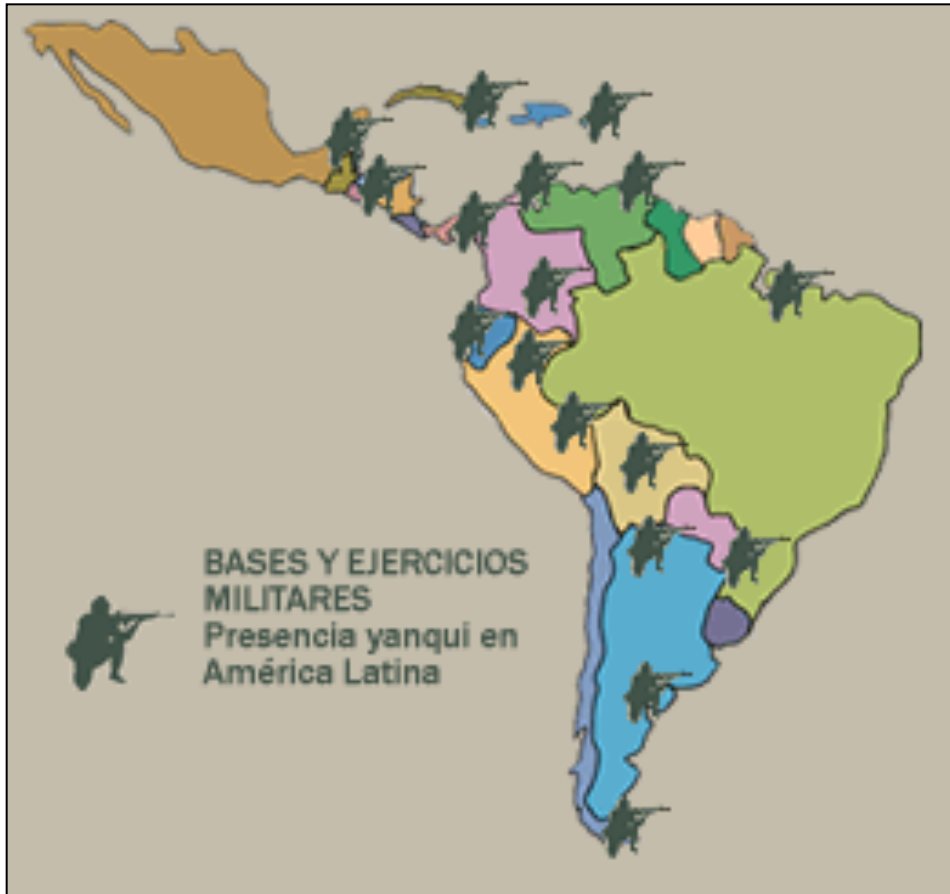 BASES Y EJERCICIOS
MILITARES
Presencia yanqui en
América Latina